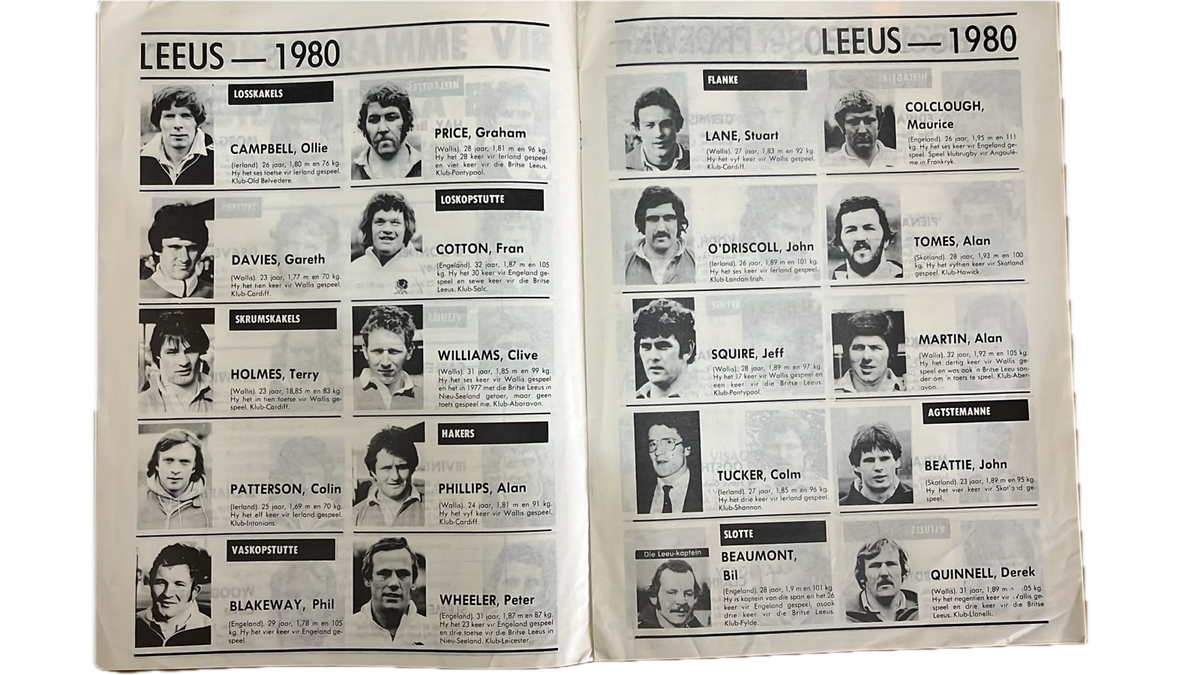 LEEUS — 1980
LOSSKAKELS
CAMPBELL, Ollie
(Ierland). 26 jaar, 1,80 m en 76 kg.
Hy het ses toetse vir Ierland gespeel.
Klub-Old Belvedere.
DAVIES, Gareth
(Wallis). 23 jaar, 1,77 m en 70 kg.
Hy het tien keer vir Wallis gespeel.
Klub-Cardiff.
SKRUMSKAKELS
HOLMES, Terry
(Wallis). 23 jaar, 18,85 m en 83 kg.
Hy het in tien toetse vir Wallis ge-
speel. Klub-Cardiff.
PATTERSON, Colin
(Ierland). 25 jaar, 1,69 m en 70 kg.
Hy het elf keer vir Ierland gespeel.
Klub-Intonians.
VASKOPSTUTTE
BLAKEWAY, Phil
(Engeland). 29 jaar, 1,78 m en 105
kg. Hy het vier keer vir Engeland ge-
speel.
PRICE, Graham
(Wallis). 28 jaar, 1,81 m en 96 kg.
Hy het 28 keer vir Ierland gespeel
en vier keer vir die Britse Leeus.
Klub-Pontypool.
LOSKOPSTUTTE
COTTON, Fran
(Engeland). 32 jaar, 1,87 m en 105
kg. Hy het 30 keer vir Engeland ge-
speel en sewe keer vir die Britse
Leeus. Klub-Salc.
WILLIAMS, Clive
(Wallis). 31 jaar, 1,85 m en 99 kg.
Hy het ses keer vir Wallis gespeel
en het in 1977 met die Britse Leeus in
Nieu-Seeland getoer, maar geen
toets gespeel nie. Klub-Aboravon.
HAKERS
PHILLIPS, Alan
(Wallis). 24 jaar, 1,81 m en 91 kg.
Hy het vyf keer vir Wallis gespeel.
Klub-Cardiff.
WHEELER, Peter
(Engeland). 31 jaar, 1,87 m en 87 kg.
Hy het 23 keer vir Engeland gespeel
en drie toetse vir die Britse Leeus in
Nieu-Seeland. Klub-Leicester.
LEEUS — 1980
FLANKE
LANE, Stuart
(Wallis). 27 jaar, 1,83 m en 92 kg.
Hy het vyf keer vir Wallis gespeel.
Klub-Cardiff.
O'DRISCOLL, John
(Ierland). 26 jaar, 1,89 m en 101 kg.
Hy het ses keer vir Ierland gespeel.
Klub-London Irish.
SQUIRE, Jeff
(Wallis). 28 jaar, 1,89 m en 97 kg.
Hy het 17 keer vir Wallis gespeel en
een keer vir die Britse Leeus.
Klub-Pontypool.
TUCKER, Colm
(Ierland). 27 jaar, 1,85 m en 96 kg.
Hy het drie keer vir Ierland gespeel.
Klub-Shannon.
SLOTTE
Die Leeu-kaptein
BEAUMONT,
Bil
(Engeland). 28 jaar, 1,9 m en 101 kg
Hy is kaptein van die span en het 26
keer vir Engeland gespeel, asook
drie keer vir die Britse Leeus.
Klub-Fylde.
COLCLOUGH,
Maurice
(Engeland). 26 jaar, 1,95 m en 111
kg. Hy het ses keer vir Engeland ge-
speel. Speel klubrugby vir Angoulê-
me in Frankryk.
TOMES, Alan
(Skotland). 28 jaar, 1,93 m en 100
kg. Hy het vyftien keer vir Skotland
gespeel. Klub-Hawick.
MARTIN, Alan
(Wallis). 32 jaar, 1,92 m en 105 kg.
Hy het dertig keer vir Wallis ge-
speel en was ook 'n Britse Leeu son-
der om 'n toets te speel. Klub-Aber-
avon.
AGTSTEMANNE
BEATTIE, John
(Skotland). 23 jaar, 1,89 m en 95 kg.
Hy het vier keer vir Skotland ge-
speel.
QUINNELL, Derek
(Wallis). 31 jaar, 1,89 m 05 kg.
Hy het negentien keer vir Wallis ge-
speel en drie keer vir die Britse
Leeus. Klub-Llanelli.